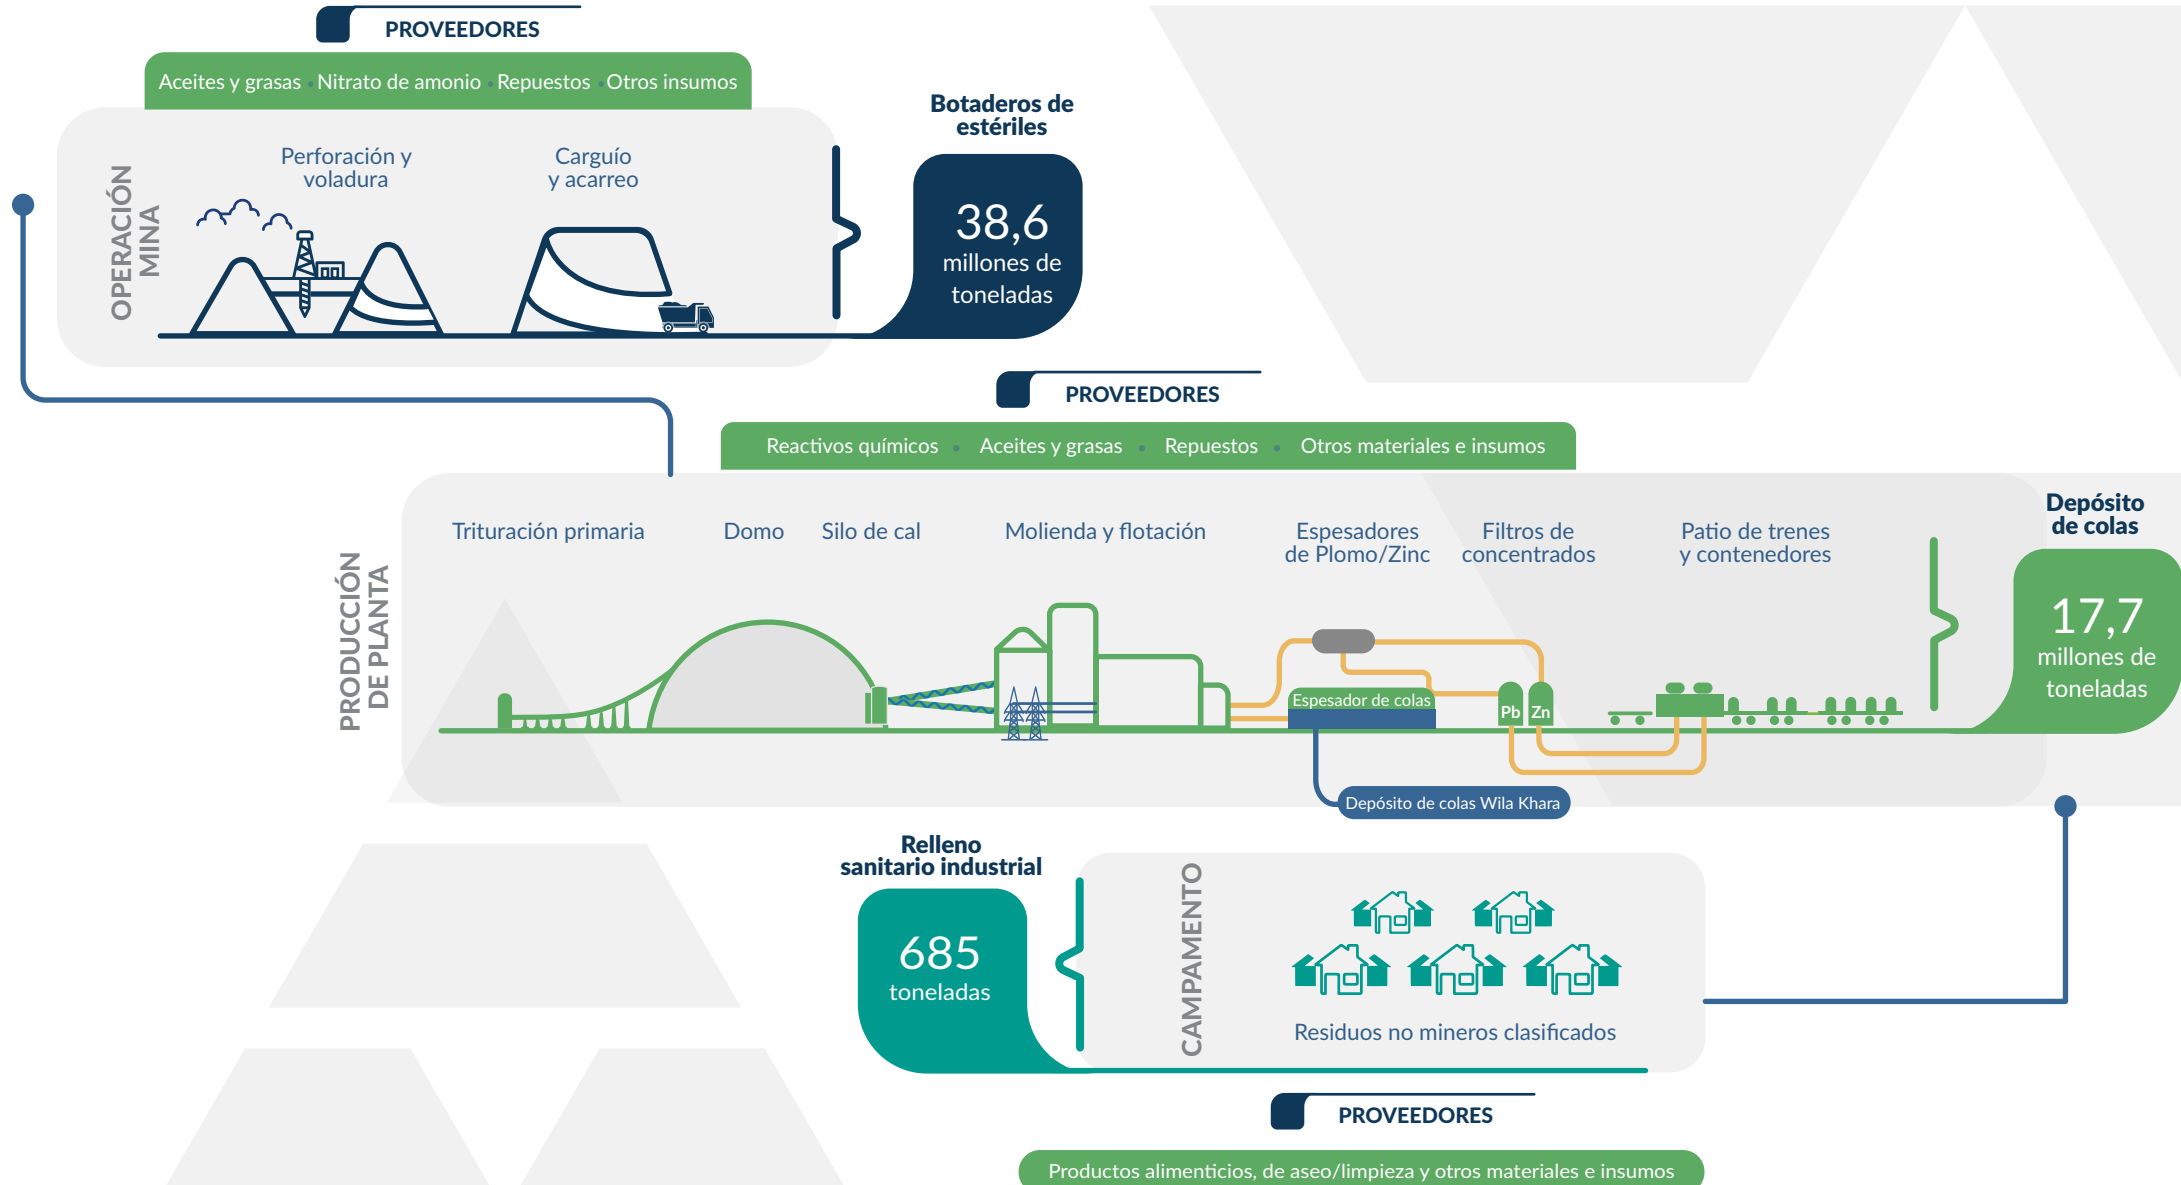 PROVEEDORES
Aceites y grasas • Nitrato de amonio • Repuestos • Otros insumos
OPERACIÓN
MINA
Perforación y
voladura
Carguío
y acarreo
Botaderos de
estériles
38,6
millones de
toneladas
PROVEEDORES
Reactivos químicos • Aceites y grasas • Repuestos • Otros materiales e insumos
PRODUCCIÓN
DE PLANTA
Trituración primaria
Domo
Silo de cal
Molienda y flotación
Espesadores
de Plomo/Zinc
Filtros de
concentrados
Patio de trenes
y contenedores
Espesador de colas
Pb
Zn
Depósito de colas Wila Khara
Depósito
de colas
17,7
millones de
toneladas
Relleno
sanitario industrial
685
toneladas
CAMPAMENTO
Residuos no mineros clasificados
PROVEEDORES
Productos alimenticios, de aseo/limpieza y otros materiales e insumos